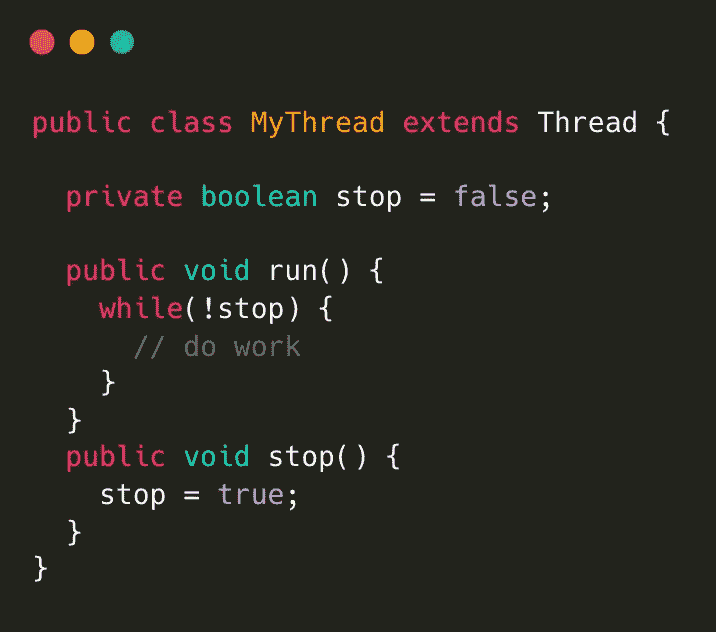 public class MyThread extends Thread {
private boolean stop = false;
public void run() {
while(!stop) {
// do work
}
}
public void stop() {
stop = true;
}
}